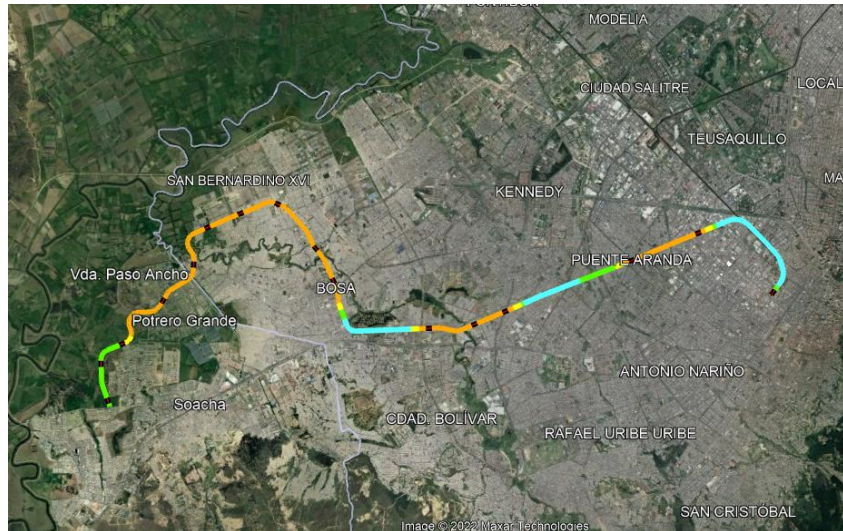 MODELIA
CIUDAD SALITRE
LOCAL
TEUSAQUILLO
SAN BERNARDINO XVI
KENNEDY
MA
Vda. Paso Ancho
PUENTE ARANDA
BOSA
Potrero Grande
ANTONIO NARIÑO
Soacha
CDAD. BOLÍVAR
RAFAEL URIBE URIBE
SAN CRISTÓBAL
Image © 2022 Maxar Technologies